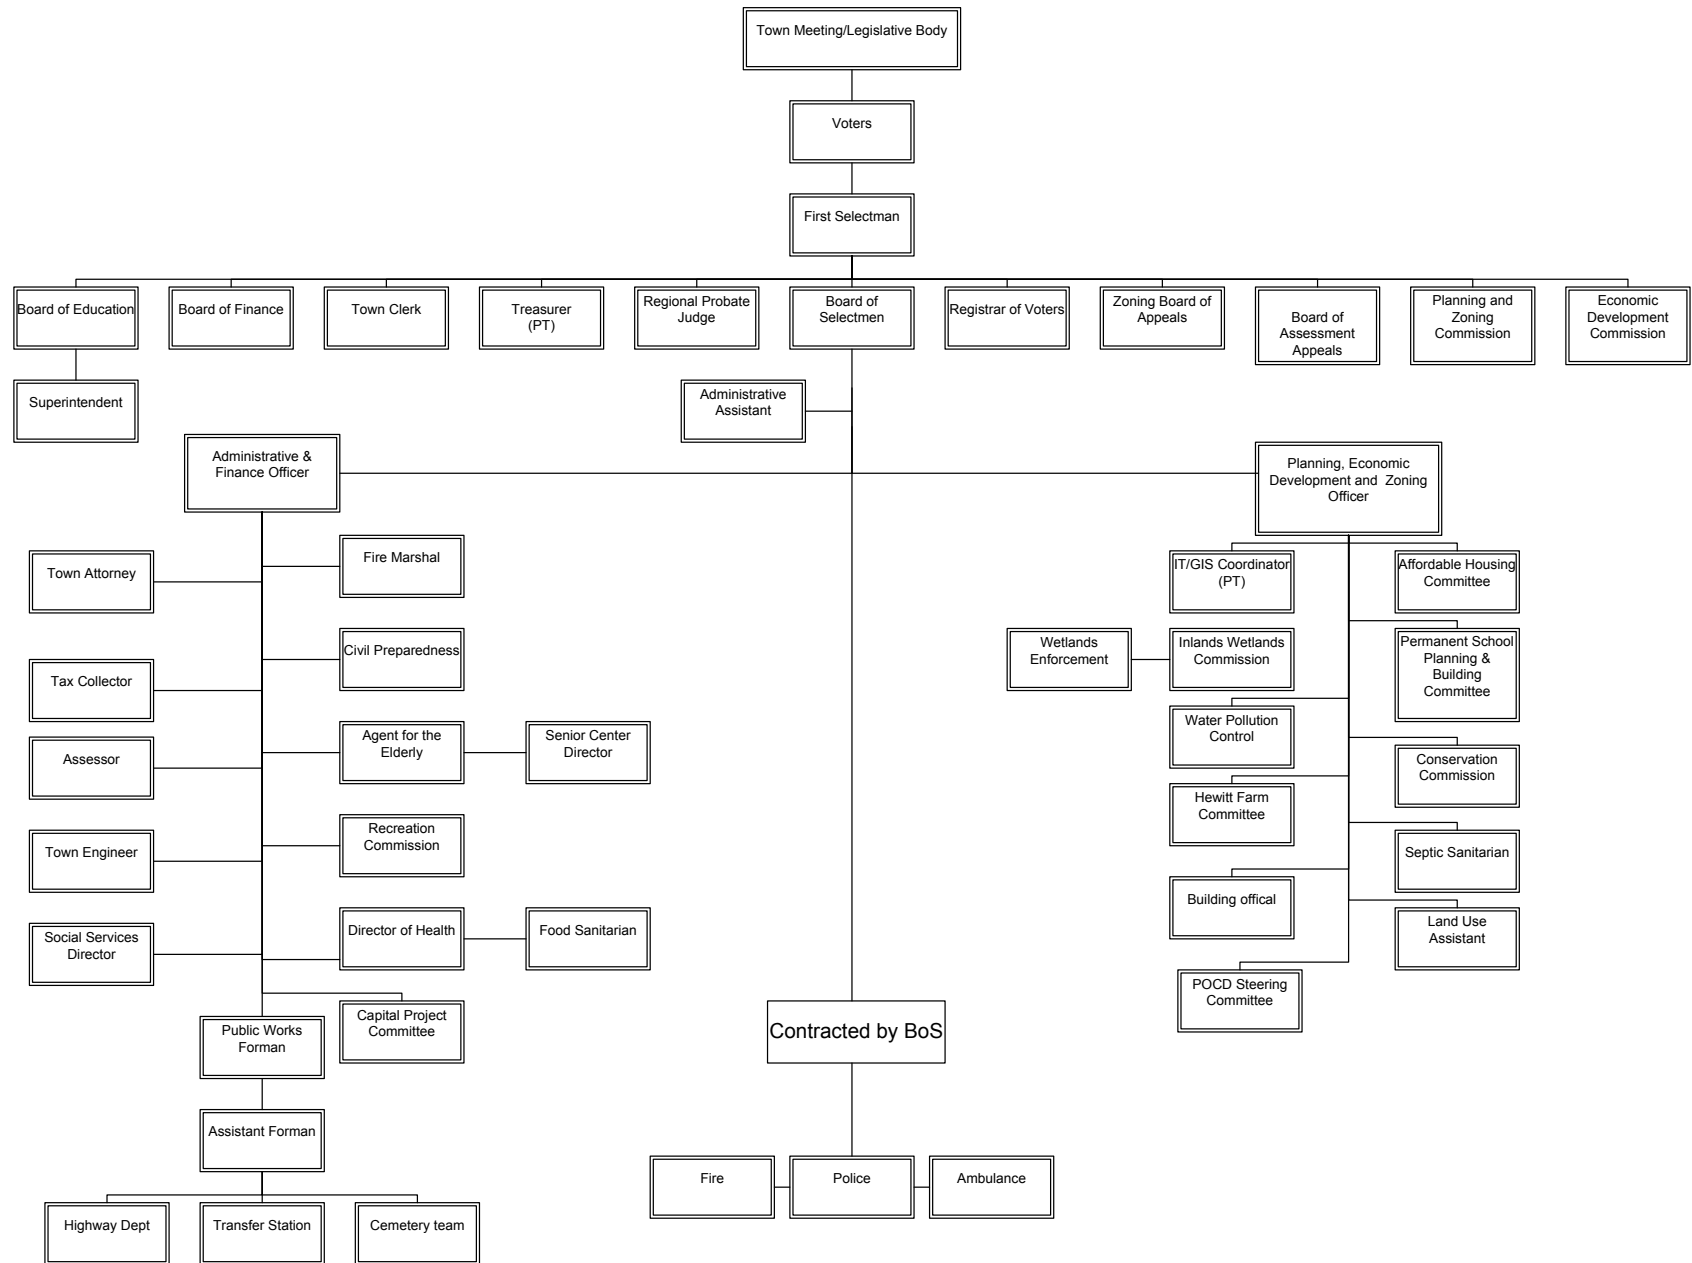 Town Meeting/Legislative Body
Voters
First Selectman
Board of Education
Board of Finance
Town Clerk
Treasurer
(PT)
Regional Probate
Judge
Board of
Selectmen
Registrar of Voters
Zoning Board of
Appeals
Board of
Assessment
Appeals
Planning and
Zoning
Commission
Economic
Development
Commission
Superintendent
Administrative
Assistant
Administrative &
Finance Officer
Planning, Economic
Development and Zoning
Officer
Town Attorney
Fire Marshal
Civil Preparedness
Tax Collector
Agent for the
Elderly
Senior Center
Director
Assessor
Recreation
Commission
Town Engineer
Director of Health
Food Sanitarian
Social Services
Director
Capital Project
Committee
Public Works
Forman
Assistant Forman
Highway Dept
Transfer Station
Cemetery team
Contracted by BoS
Fire
Police
Ambulance
IT/GIS Coordinator
(PT)
Affordable Housing
Committee
Wetlands
Enforcement
Inlands Wetlands
Commission
Permanent School
Planning &
Building
Committee
Water Pollution
Control
Conservation
Commission
Hewitt Farm
Committee
Septic Sanitarian
Building offical
Land Use
Assistant
POCD Steering
Committee